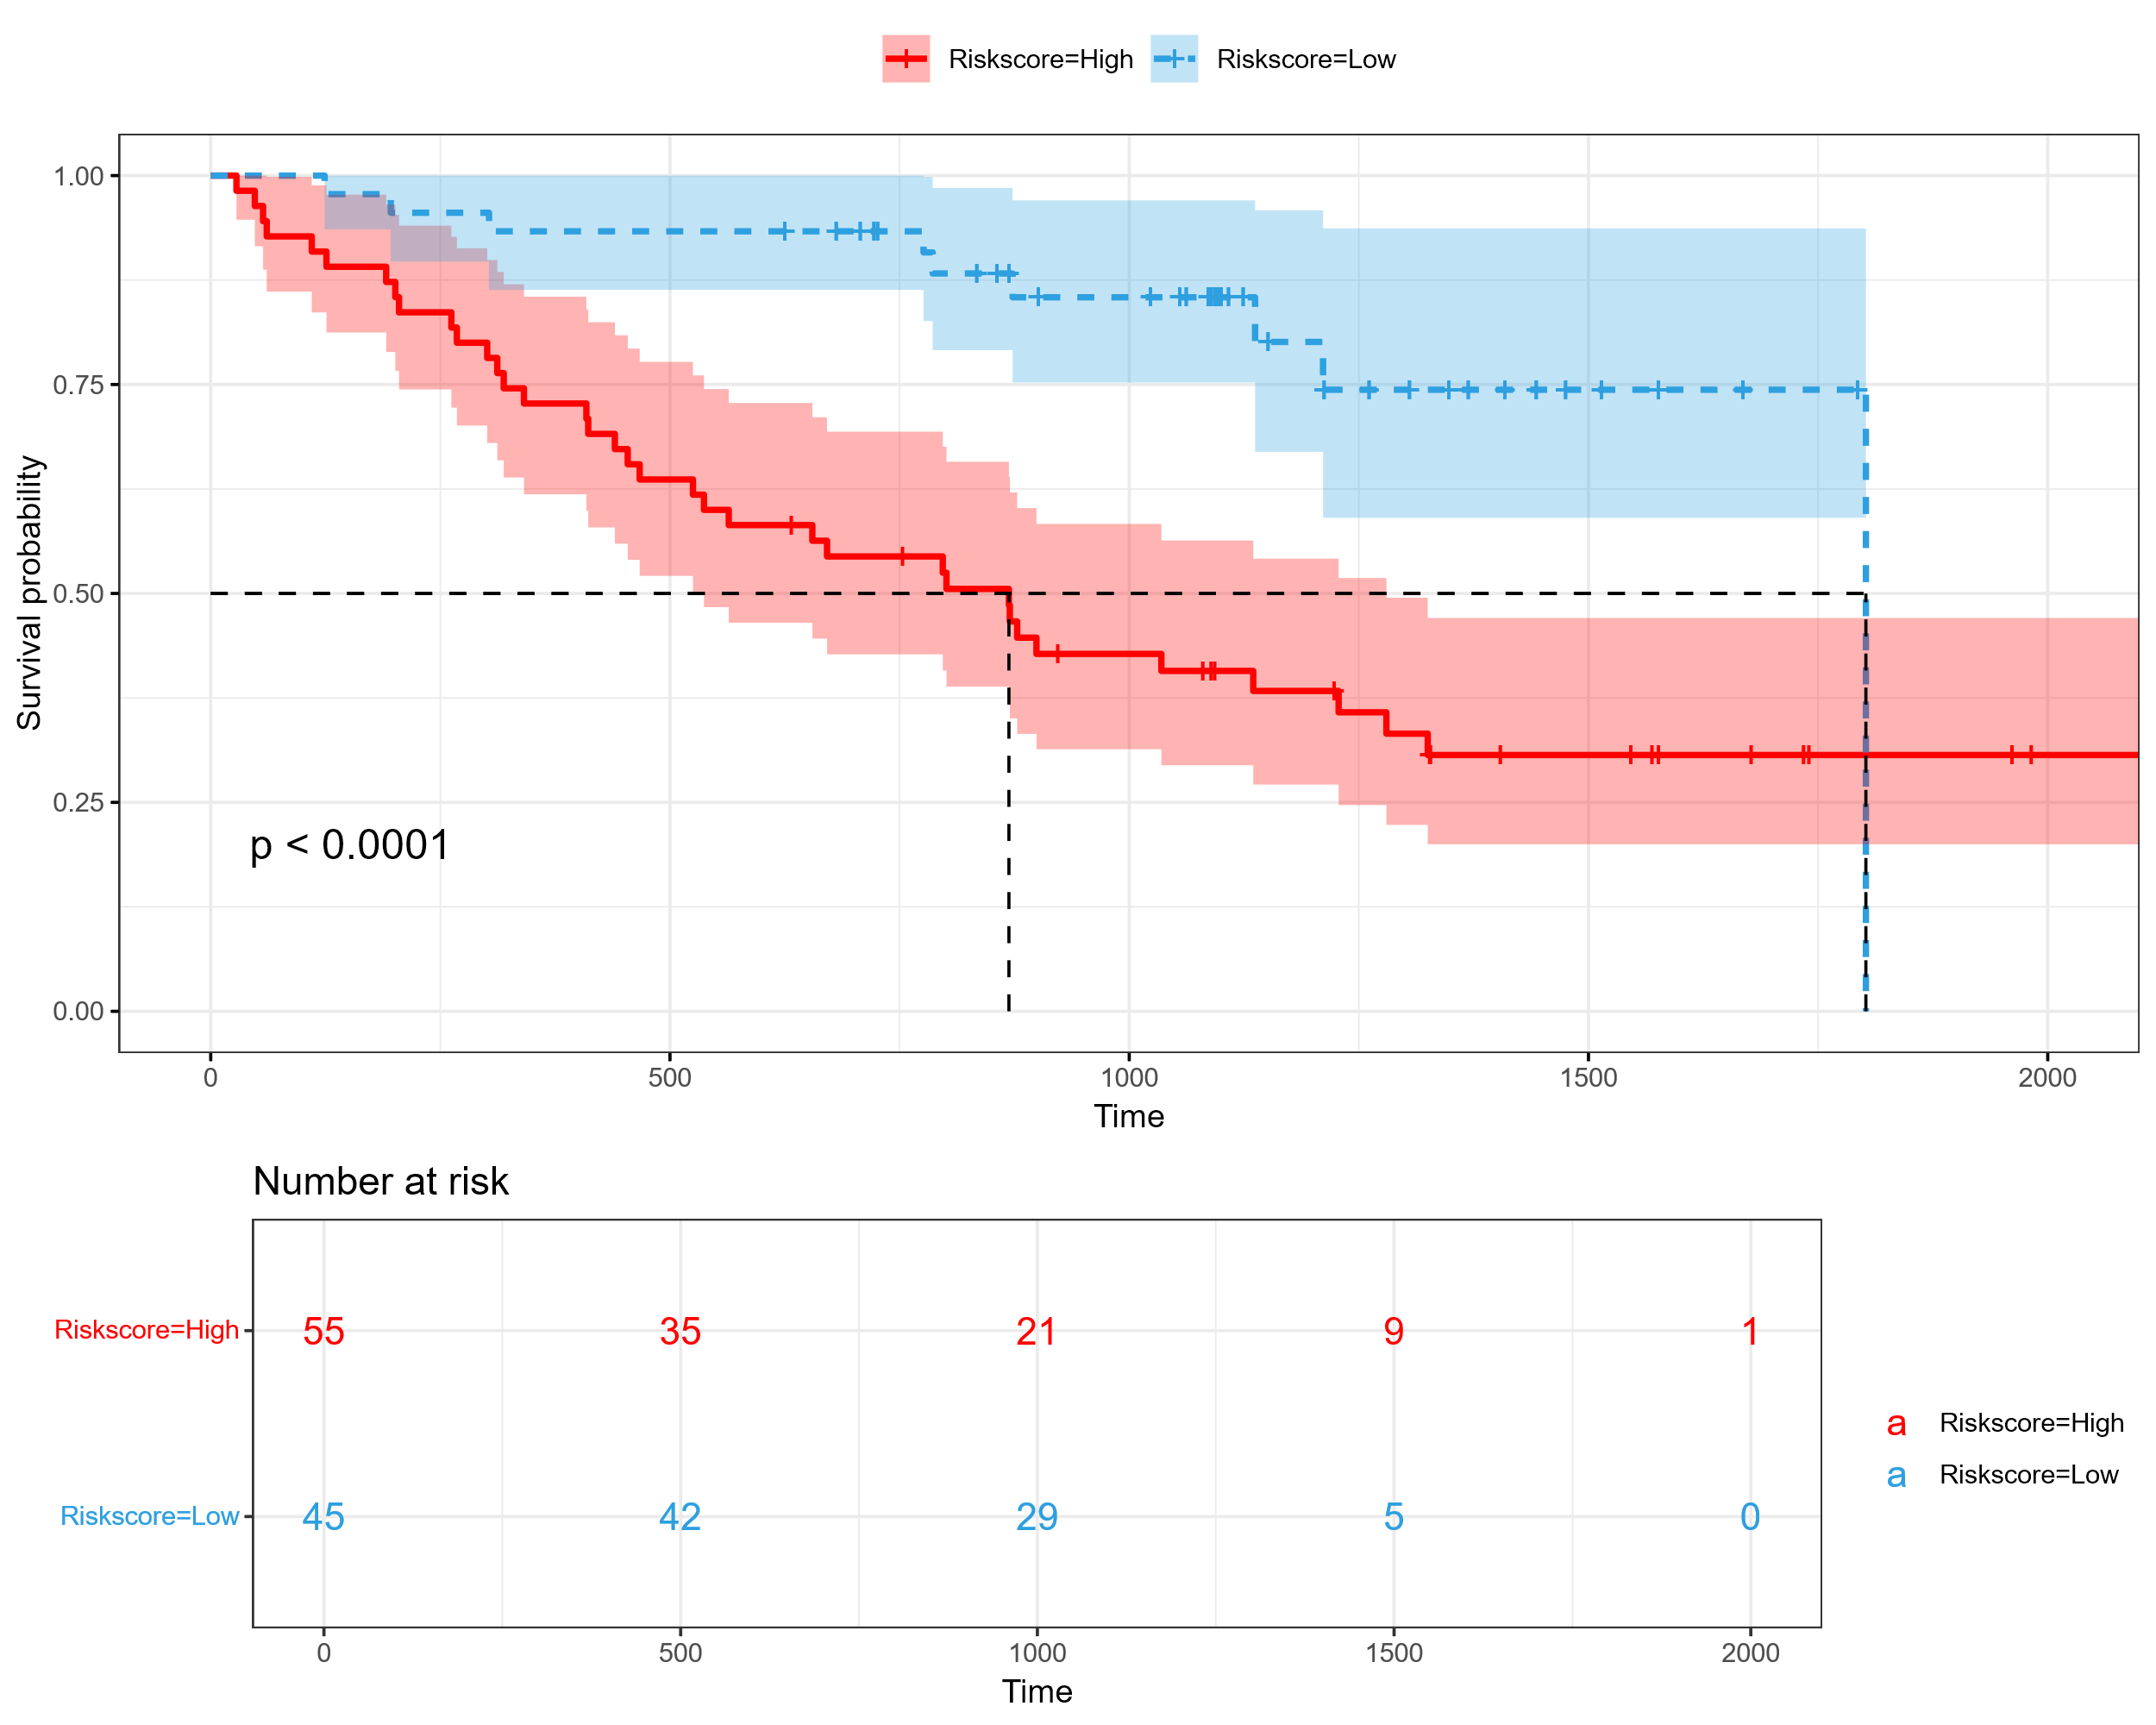 Riskscore=High Riskscore=Low
Survival probability
1.00
0.75
0.50
0.25
0.00
p < 0.0001
0 500 1000 1500 2000
Time
Number at risk
Riskscore=High 55 35 21 9 1
Riskscore=Low 45 42 29 5 0
0 500 1000 1500 2000
Time
a Riskscore=High
a Riskscore=Low